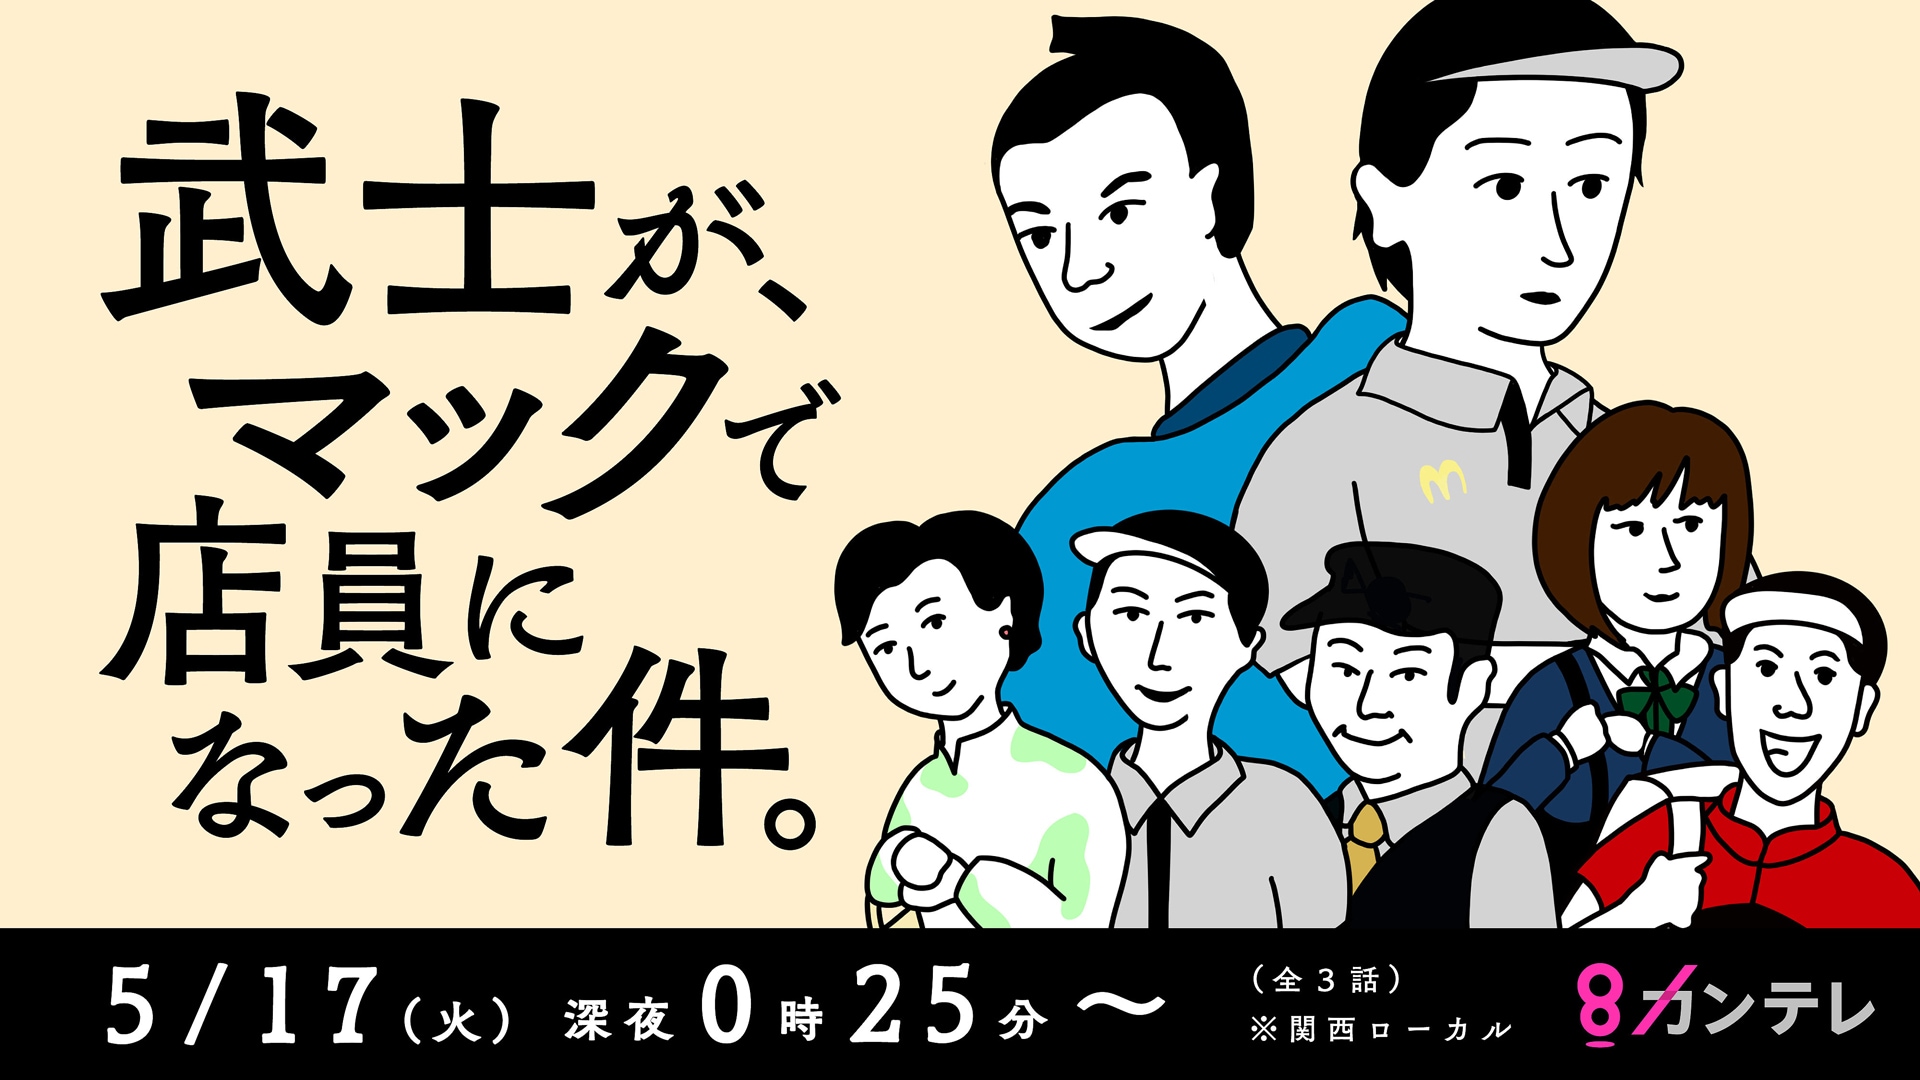 武士が、
マックで
店員に
なった件。
m
5/17(火) 深夜0時25分〜
(全3話)
※関西ローカル
8カンテレ